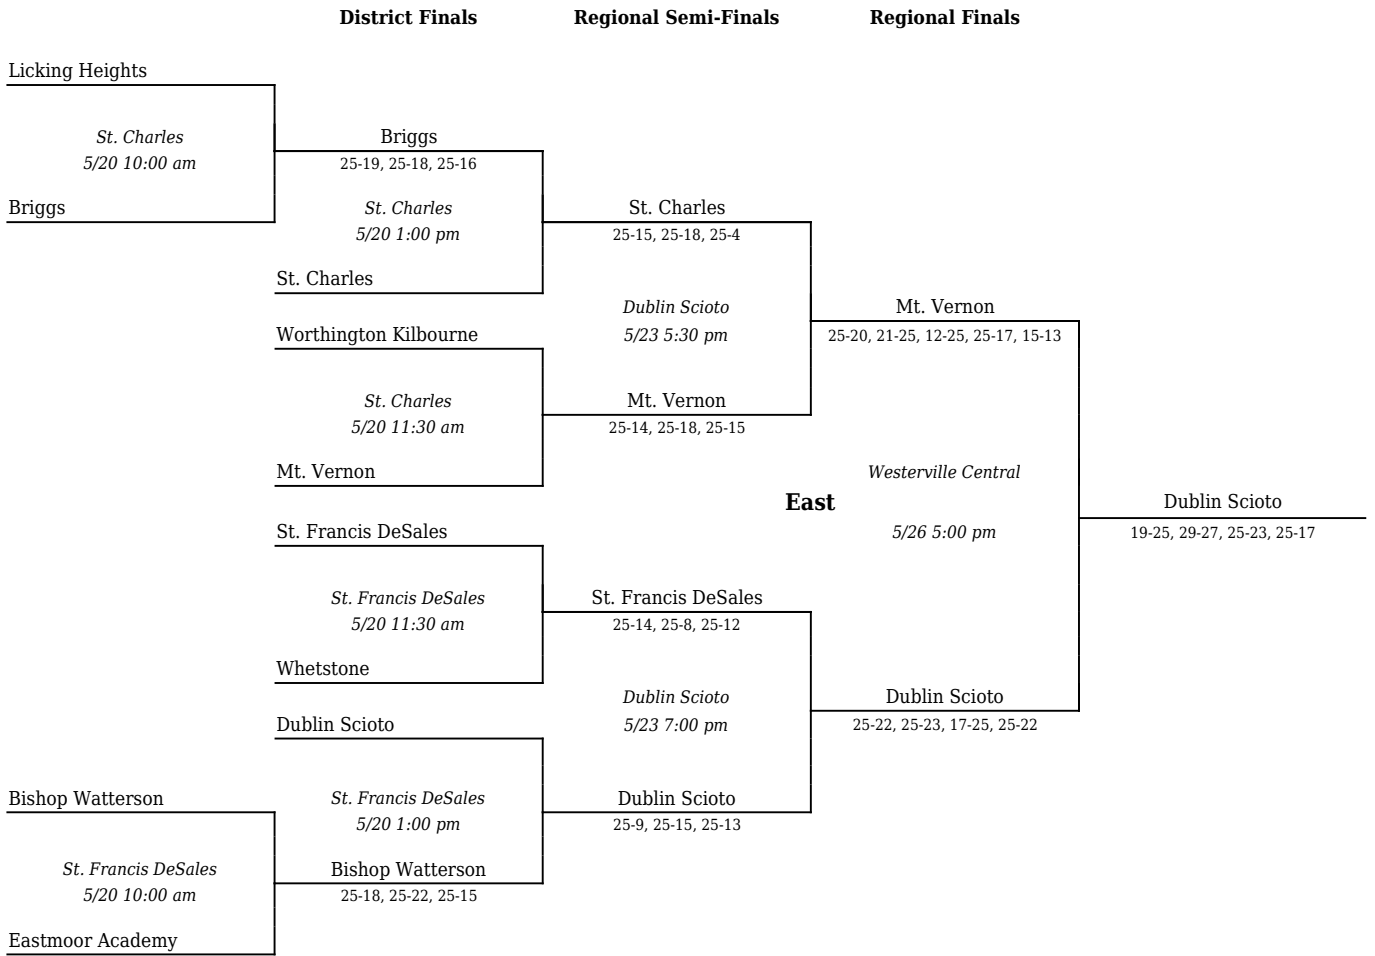 District Finals
Regional Semi-Finals
Regional Finals
Licking Heights
St. Charles
5/20 10:00 am
Briggs
25-19, 25-18, 25-16
Briggs
St. Charles
5/20 1:00 pm
St. Charles
25-15, 25-18, 25-4
St. Charles
Dublin Scioto
5/23 5:30 pm
Mt. Vernon
25-20, 21-25, 12-25, 25-17, 15-13
Worthington Kilbourne
St. Charles
5/20 11:30 am
Mt. Vernon
25-14, 25-18, 25-15
Mt. Vernon
Westerville Central
East
5/26 5:00 pm
Dublin Scioto
19-25, 29-27, 25-23, 25-17
St. Francis DeSales
St. Francis DeSales
5/20 11:30 am
St. Francis DeSales
25-14, 25-8, 25-12
Whetstone
Dublin Scioto
5/23 7:00 pm
Dublin Scioto
25-22, 25-23, 17-25, 25-22
Dublin Scioto
Bishop Watterson
St. Francis DeSales
5/20 1:00 pm
Dublin Scioto
25-9, 25-15, 25-13
St. Francis DeSales
5/20 10:00 am
Bishop Watterson
25-18, 25-22, 25-15
Eastmoor Academy